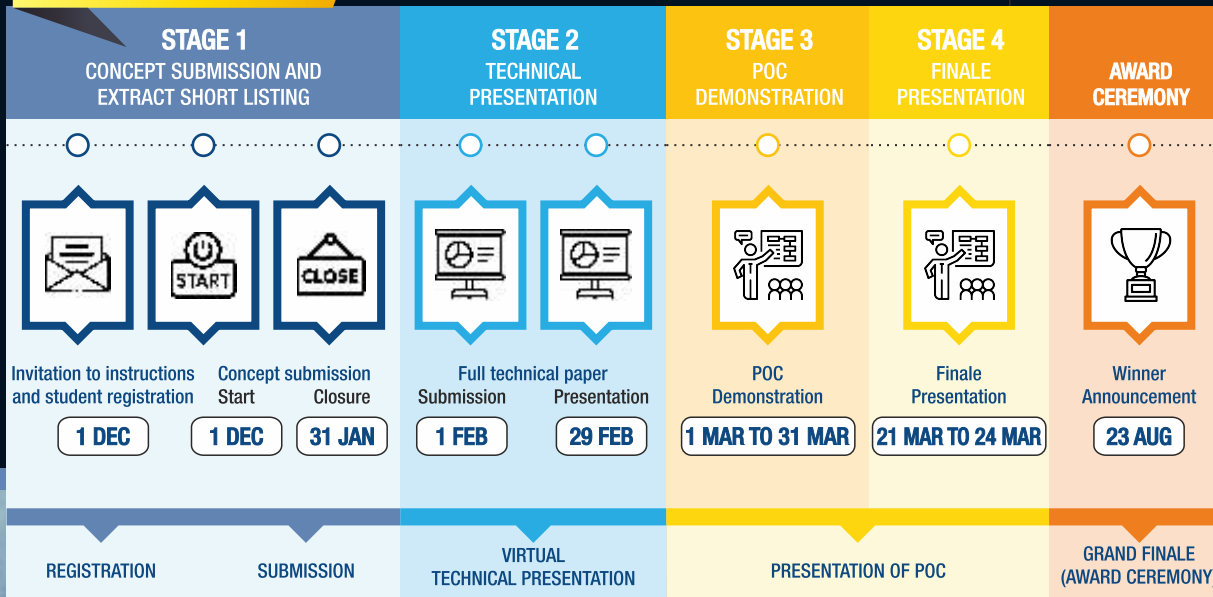 STAGE 1
CONCEPT SUBMISSION AND
EXTRACT SHORT LISTING
STAGE 2
TECHNICAL
PRESENTATION
STAGE 3
POC
DEMONSTRATION
STAGE 4
FINALE
PRESENTATION
AWARD
CEREMONY
START
CLOSE
Invitation to instructions
and student registration
1 DEC
Concept submission
Start Closure
1 DEC 31 JAN
Full technical paper
Submission Presentation
1 FEB 29 FEB
POC
Demonstration
1 MAR TO 31 MAR
Finale
Presentation
21 MAR TO 24 MAR
Winner
Announcement
23 AUG
REGISTRATION
SUBMISSION
VIRTUAL
TECHNICAL PRESENTATION
PRESENTATION OF POC
GRAND FINALE
(AWARD CEREMONY)